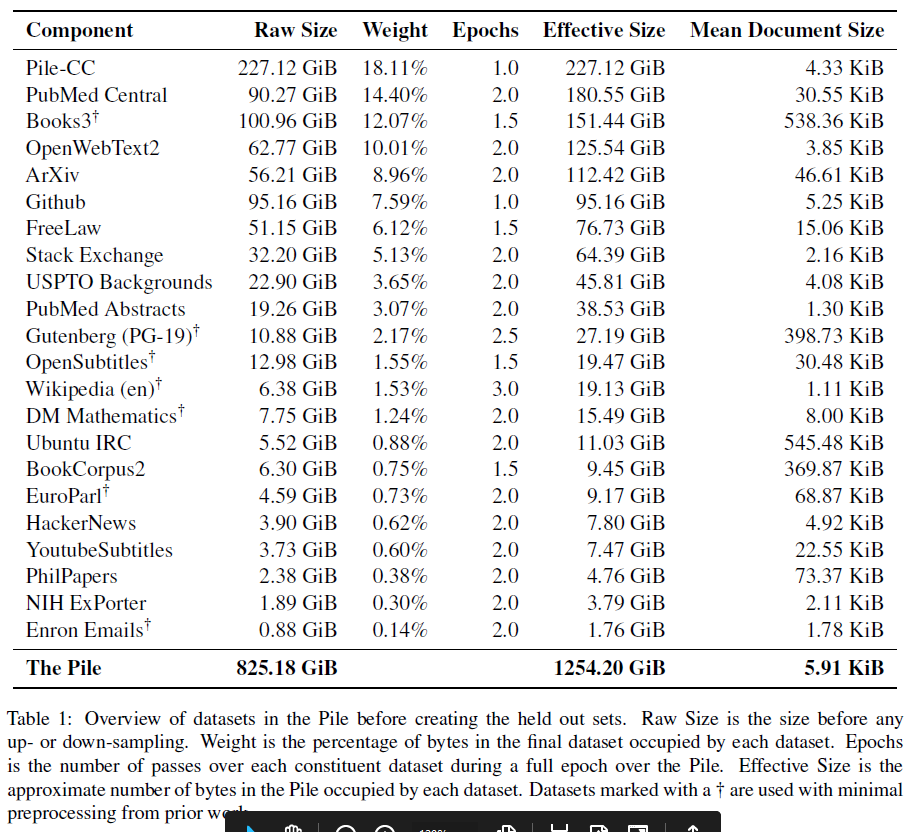 Component Raw Size Weight Epochs Effective Size Mean Document Size
Pile-CC 227.12 GiB 18.11% 1.0 227.12 GiB 4.33 KiB
PubMed Central 90.27 GiB 14.40% 2.0 180.55 GiB 30.55 KiB
Books3† 100.96 GiB 12.07% 1.5 151.44 GiB 538.36 KiB
OpenWebText2 62.77 GiB 10.01% 2.0 125.54 GiB 3.85 KiB
ArXiv 56.21 GiB 8.96% 2.0 112.42 GiB 46.61 KiB
Github 95.16 GiB 7.59% 1.0 95.16 GiB 5.25 KiB
FreeLaw 51.15 GiB 6.12% 1.5 76.73 GiB 15.06 KiB
Stack Exchange 32.20 GiB 5.13% 2.0 64.39 GiB 2.16 KiB
USPTO Backgrounds 22.90 GiB 3.65% 2.0 45.81 GiB 4.08 KiB
PubMed Abstracts 19.26 GiB 3.07% 2.0 38.53 GiB 1.30 KiB
Gutenberg (PG-19)† 10.88 GiB 2.17% 2.5 27.19 GiB 398.73 KiB
OpenSubtitles† 12.98 GiB 1.55% 1.5 19.47 GiB 30.48 KiB
Wikipedia (en)† 6.38 GiB 1.53% 3.0 19.13 GiB 1.11 KiB
DM Mathematics† 7.75 GiB 1.24% 2.0 15.49 GiB 8.00 KiB
Ubuntu IRC 5.52 GiB 0.88% 2.0 11.03 GiB 545.48 KiB
BookCorpus2 6.30 GiB 0.75% 1.5 9.45 GiB 369.87 KiB
EuroParl† 4.59 GiB 0.73% 2.0 9.17 GiB 68.87 KiB
HackerNews 3.90 GiB 0.62% 2.0 7.80 GiB 4.92 KiB
YoutubeSubtitles 3.73 GiB 0.60% 2.0 7.47 GiB 22.55 KiB
PhilPapers 2.38 GiB 0.38% 2.0 4.76 GiB 73.37 KiB
NIH ExPorter 1.89 GiB 0.30% 2.0 3.79 GiB 2.11 KiB
Enron Emails† 0.88 GiB 0.14% 2.0 1.76 GiB 1.78 KiB
The Pile 825.18 GiB 1254.20 GiB 5.91 KiB
Table 1: Overview of datasets in the Pile before creating the held out sets. Raw Size is the size before any
up- or down-sampling. Weight is the percentage of bytes in the final dataset occupied by each dataset. Epochs
is the number of passes over each constituent dataset during a full epoch over the Pile. Effective Size is the
approximate number of bytes in the Pile occupied by each dataset. Datasets marked with a † are used with minimal
preprocessing from prior